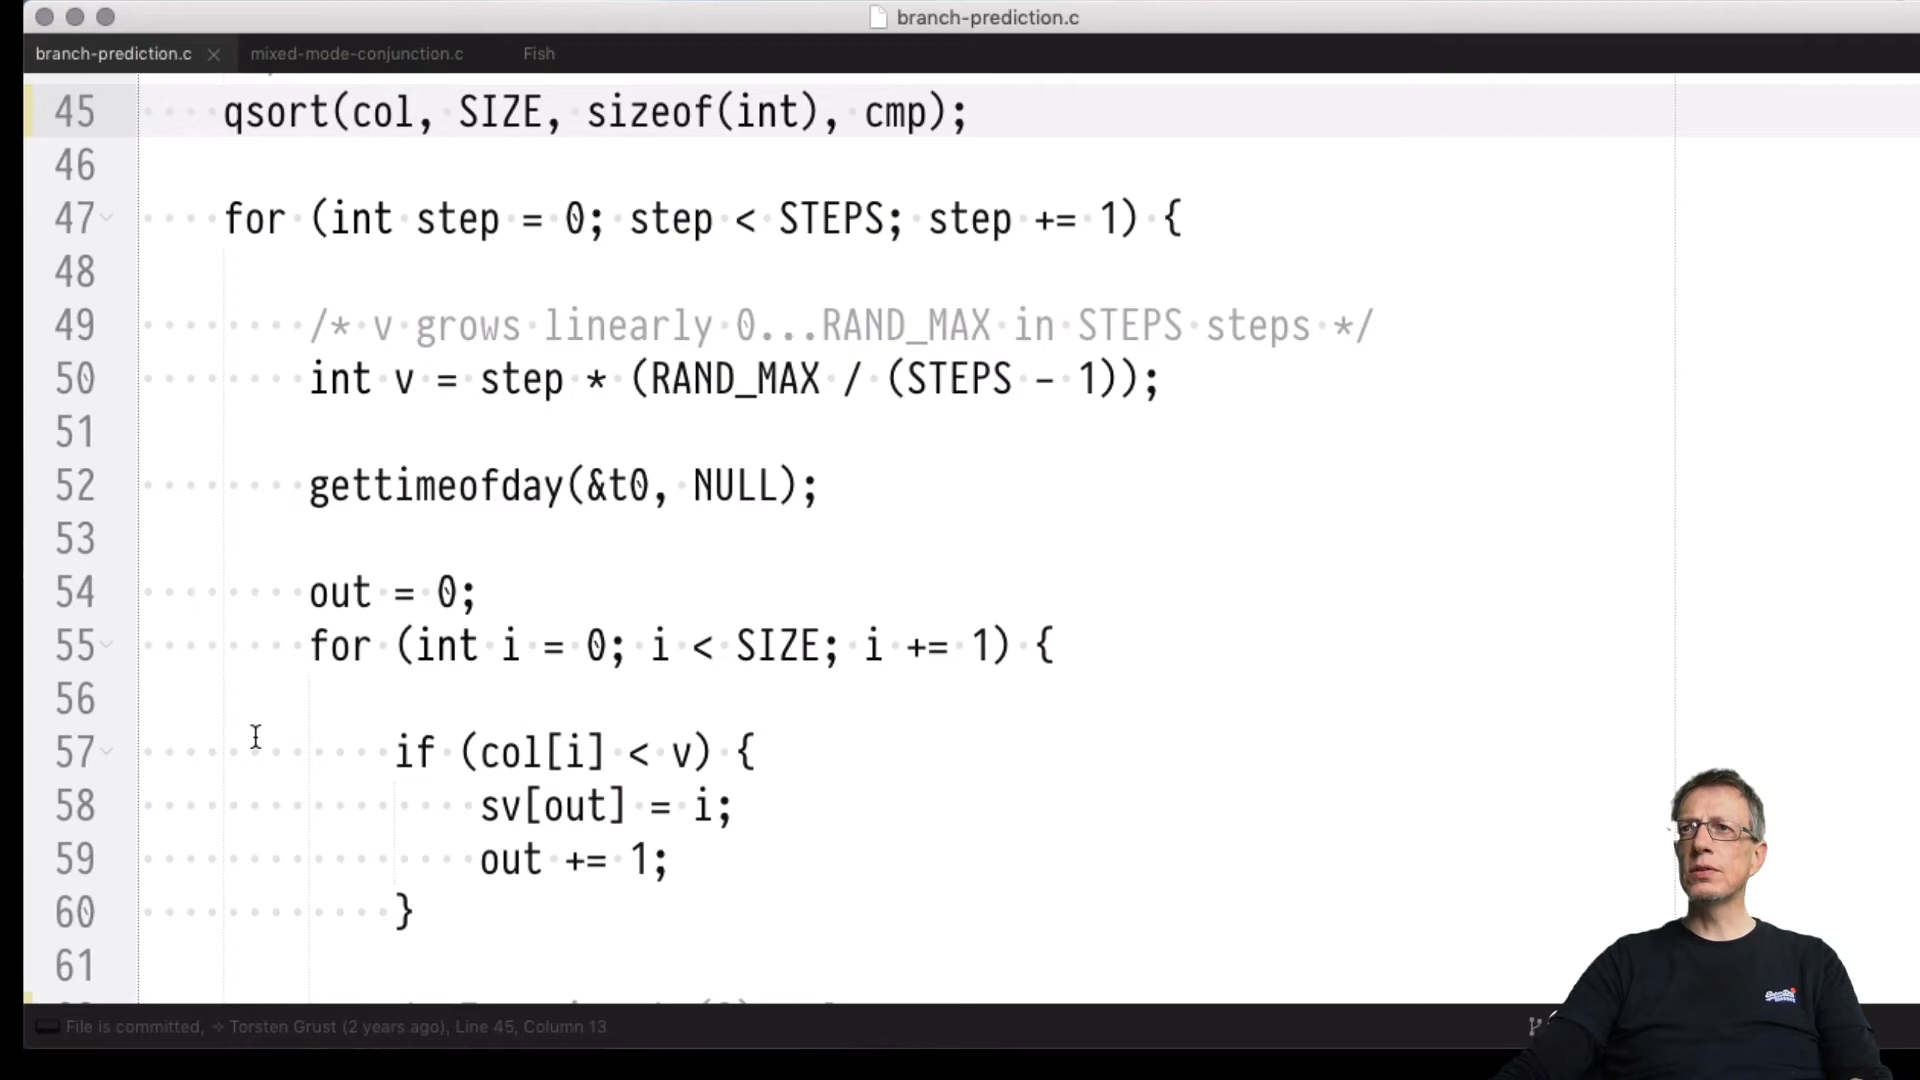 branch-prediction.c
branch-prediction.c mixed-mode-conjunction.c Fish
45 qsort(col, SIZE, sizeof(int), cmp);
46
47 for (int step = 0; step < STEPS; step += 1) {
48
49 /* v grows linearly 0...RAND_MAX in STEPS steps */
50 int v = step * (RAND_MAX / (STEPS - 1));
51
52 gettimeofday(&t0, NULL);
53
54 out = 0;
55 for (int i = 0; i < SIZE; i += 1) {
56
57 if (col[i] < v) {
58 sv[out] = i;
59 out += 1;
60 }
61
File is committed, Torsten Grust (2 years ago), Line 45, Column 13